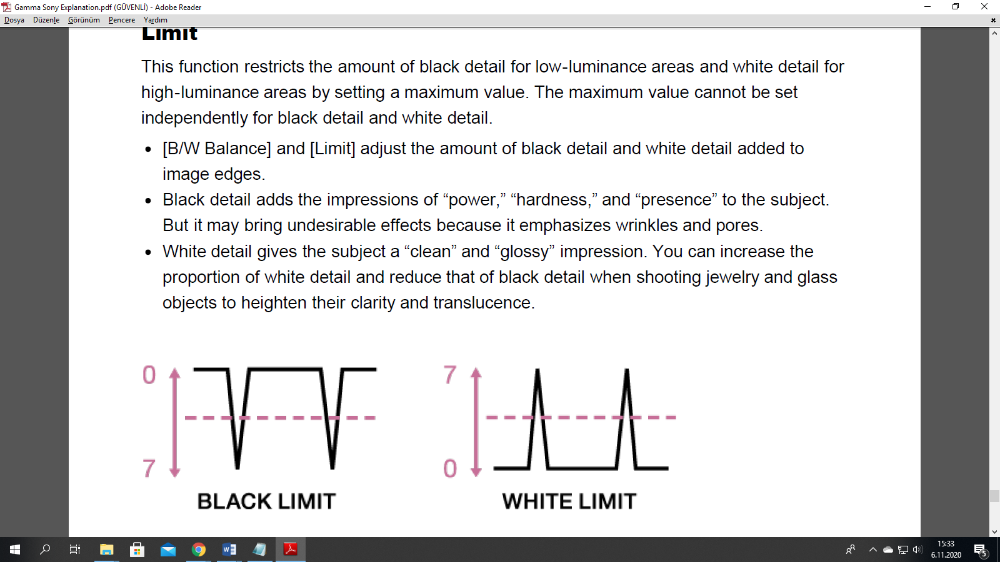 Gamma Sony Explanation.pdf (GÜVENLİ) - Adobe Reader
Dosya Düzenle Görünüm Pencere Yardım
Limit
This function restricts the amount of black detail for low-luminance areas and white detail for
high-luminance areas by setting a maximum value. The maximum value cannot be set
independently for black detail and white detail.
• [B/W Balance] and [Limit] adjust the amount of black detail and white detail added to
image edges.
• Black detail adds the impressions of “power,” “hardness,” and “presence” to the subject.
But it may bring undesirable effects because it emphasizes wrinkles and pores.
• White detail gives the subject a “clean” and “glossy” impression. You can increase the
proportion of white detail and reduce that of black detail when shooting jewelry and glass
objects to heighten their clarity and translucence.
0
7
BLACK LIMIT
7
0
WHITE LIMIT
15:33
6.11.2020
5